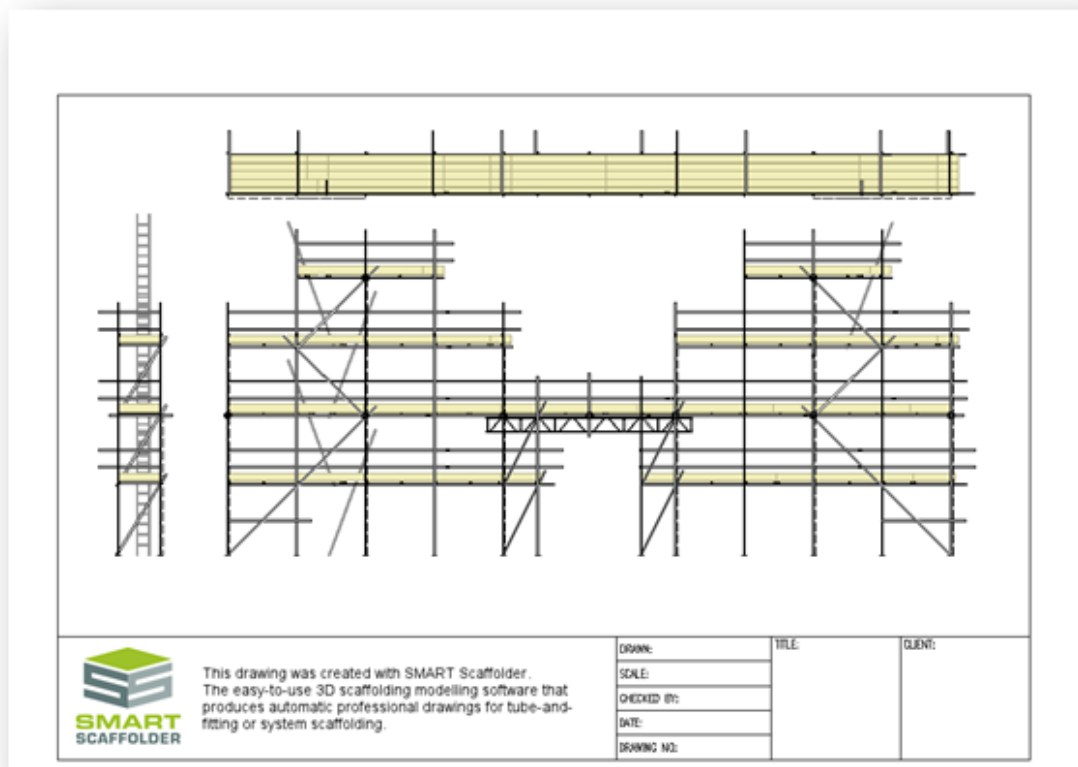 This drawing was created with SMART Scaffolder.
The easy-to-use 3D scaffolding modelling software that
produces automatic professional drawings for tube-and-
fitting or system scaffolding.
SMART
SCAFFOLDER
DRAWN:
SCALE:
CHECKED BY:
DATE:
DRAWING NO:
TITLE:
CLIENT: